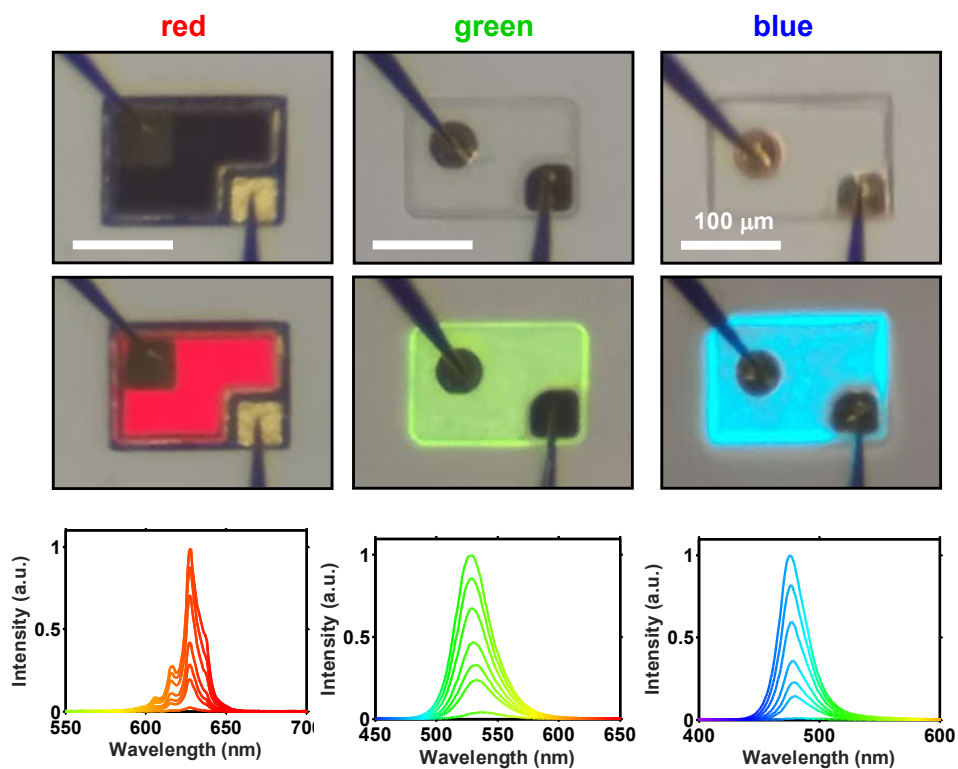 red green blue
100 μm
Intensity (a.u.)
1
0.5
0
550 600 650 700
Wavelength (nm)
Intensity (a.u.)
1
0.5
0
450 500 550 600 650
Wavelength (nm)
Intensity (a.u.)
1
0.5
0
400 500 600
Wavelength (nm)